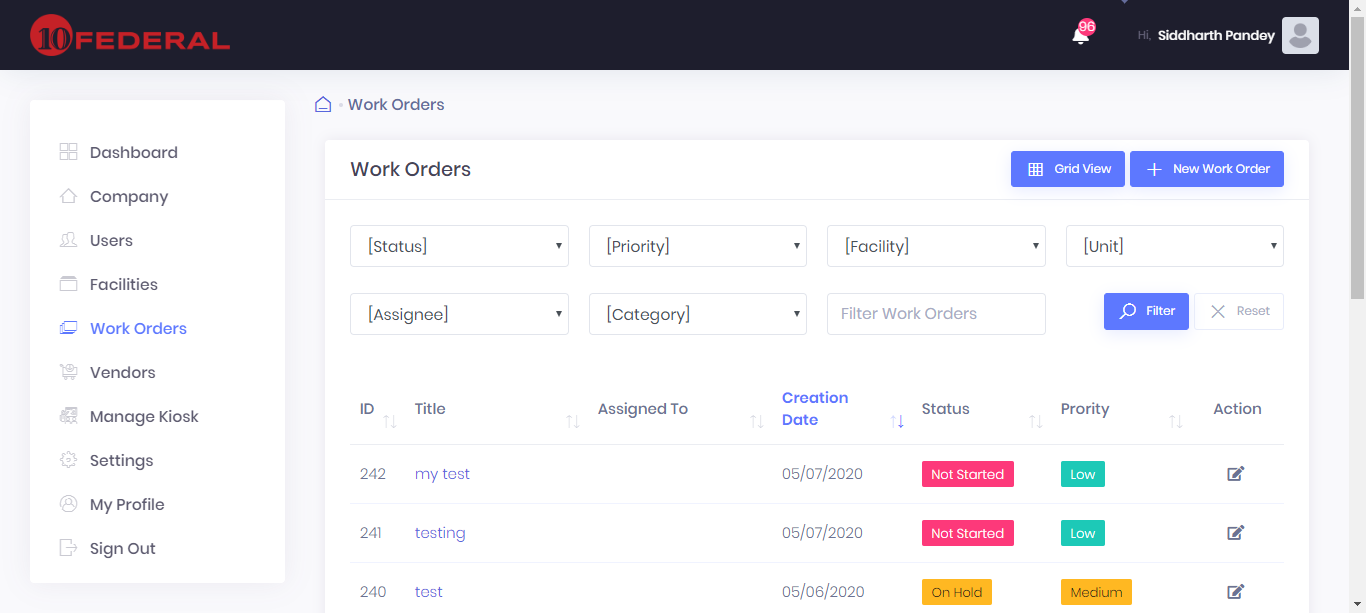 10 FEDERAL
96
Hi, Siddharth Pandey
Work Orders
Dashboard
Company
Users
Facilities
Work Orders
Vendors
Manage Kiosk
Settings
My Profile
Sign Out
Work Orders
Grid View
New Work Order
[Status] [Priority] [Facility] [Unit]
[Assignee] [Category] Filter Work Orders Filter Reset
ID Title Assigned To Creation Date Status Prority Action
242 my test 05/07/2020 Not Started Low
241 testing 05/07/2020 Not Started Low
240 test 05/06/2020 On Hold Medium